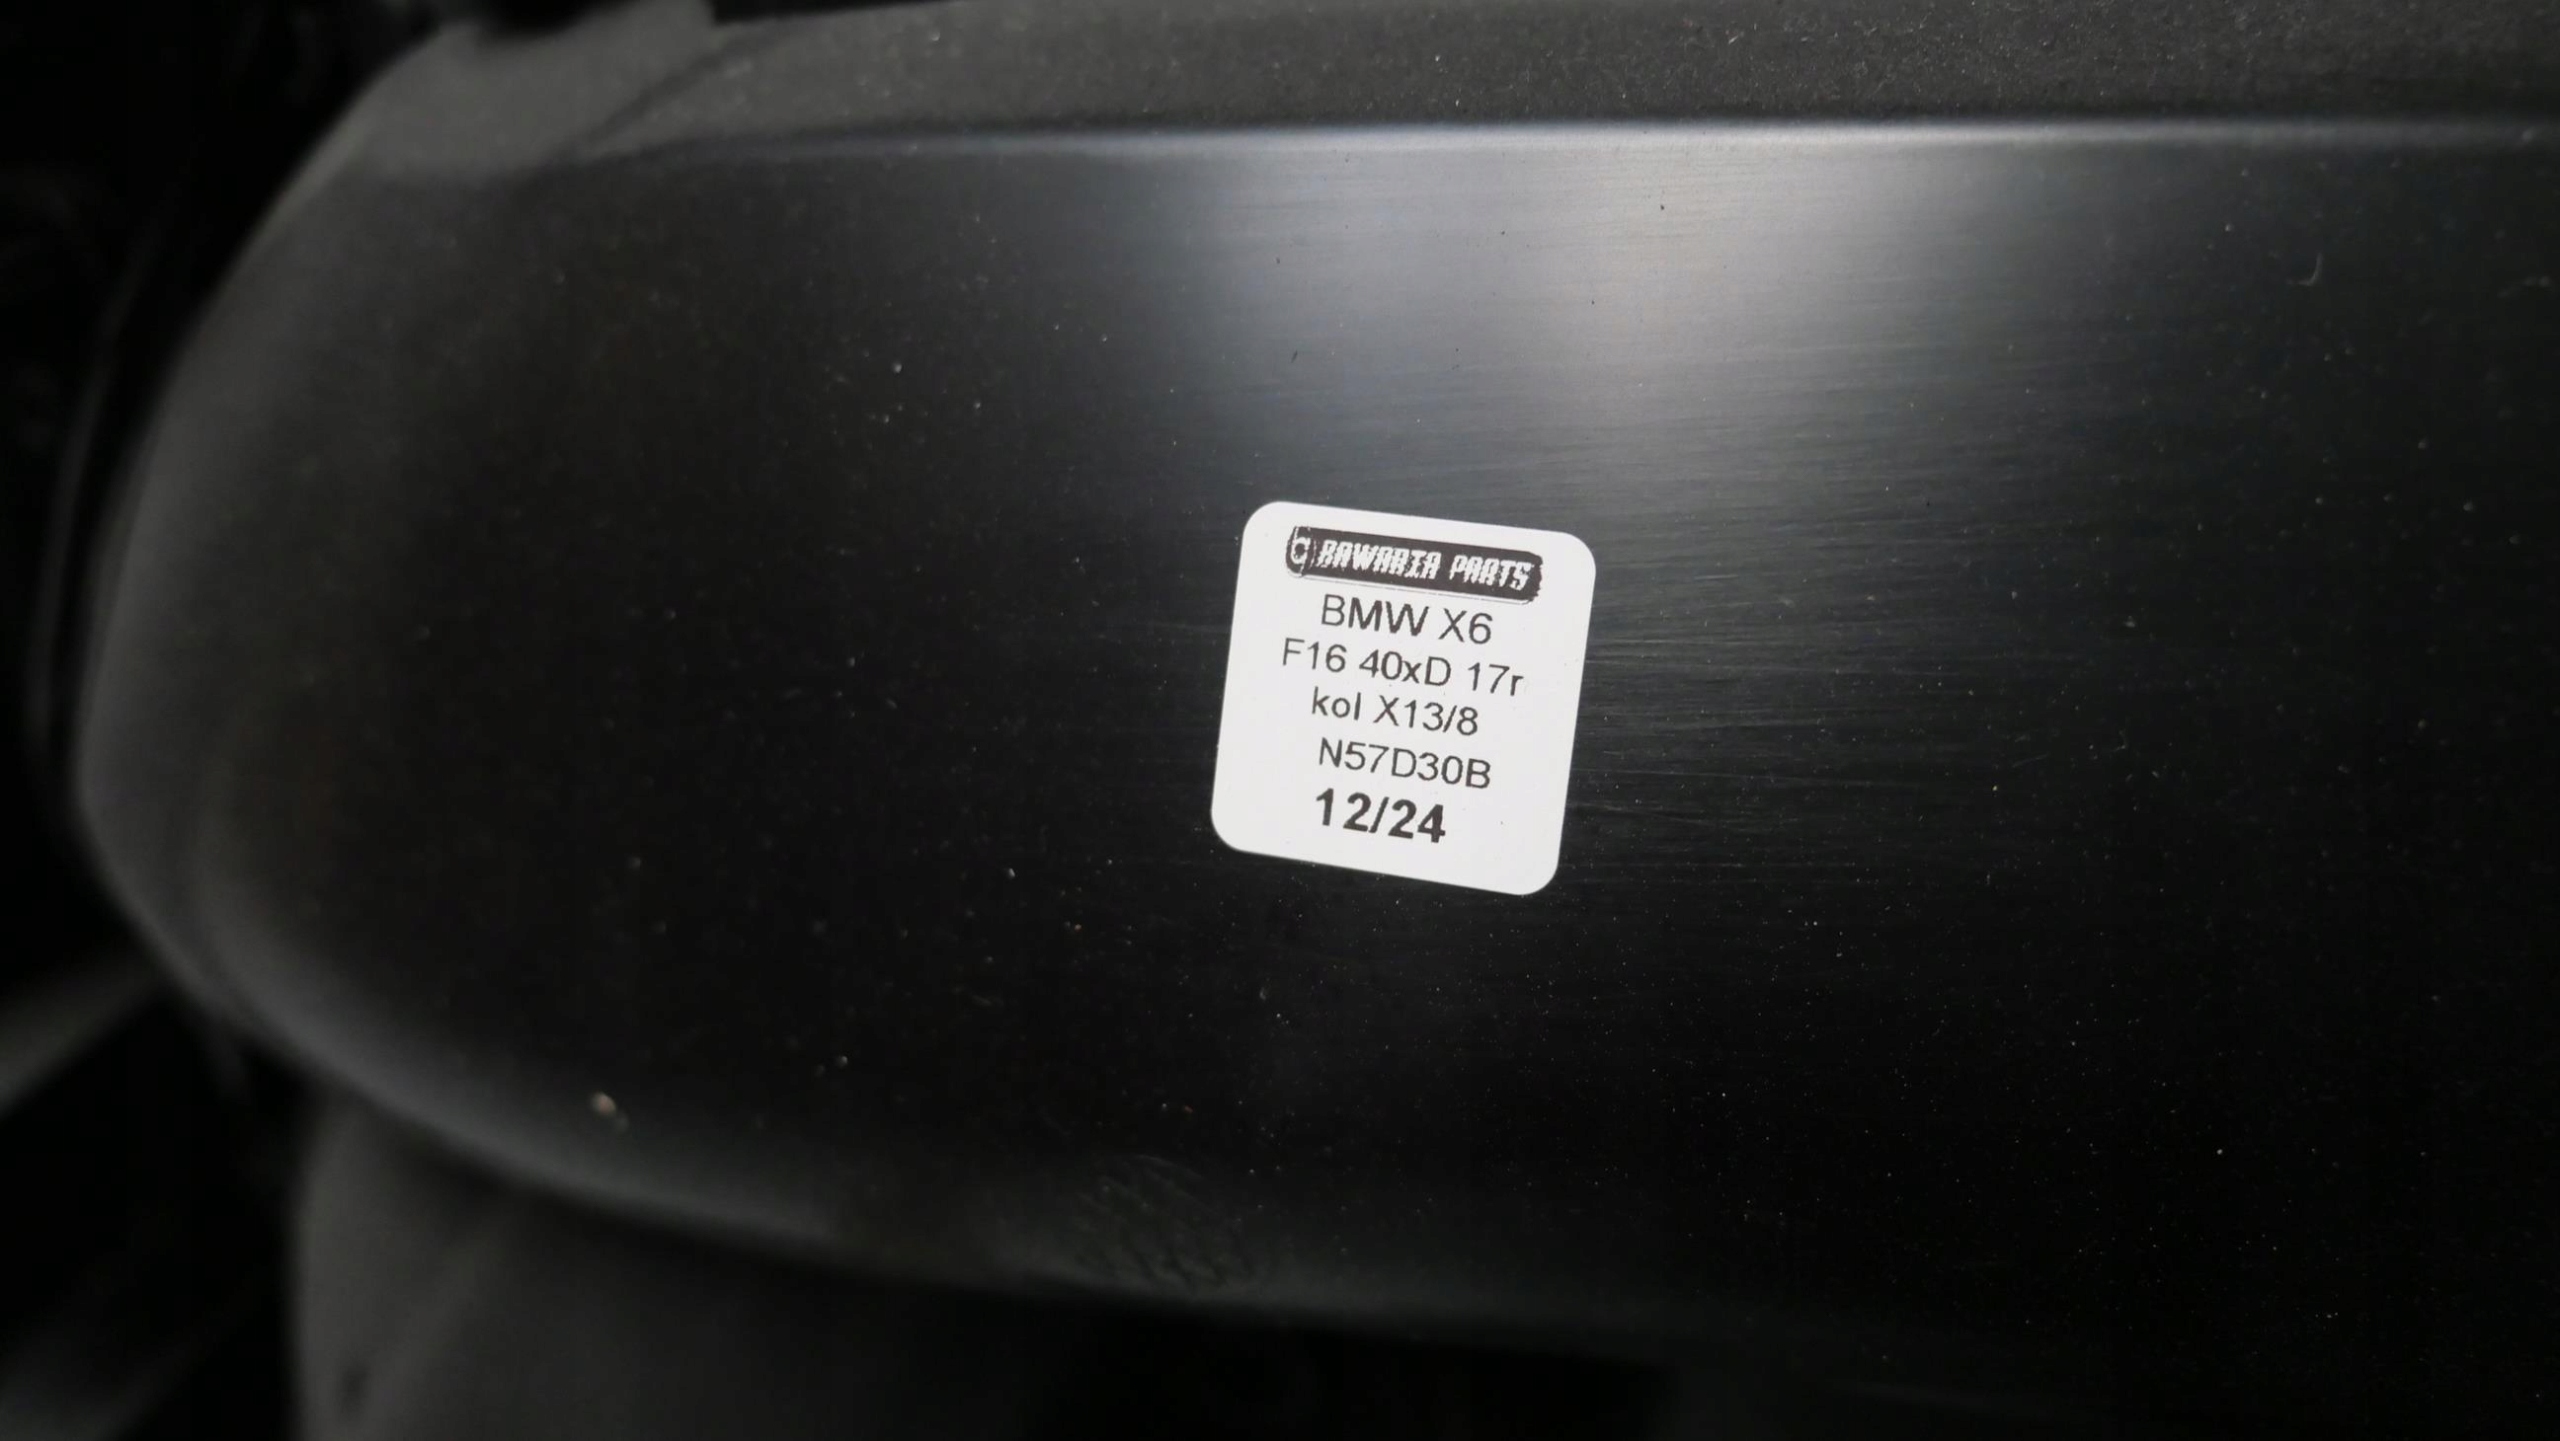 BAWARIA PARTS
BMW X6
F16 40xD 17r
kol X13/8
N57D30B
12/24